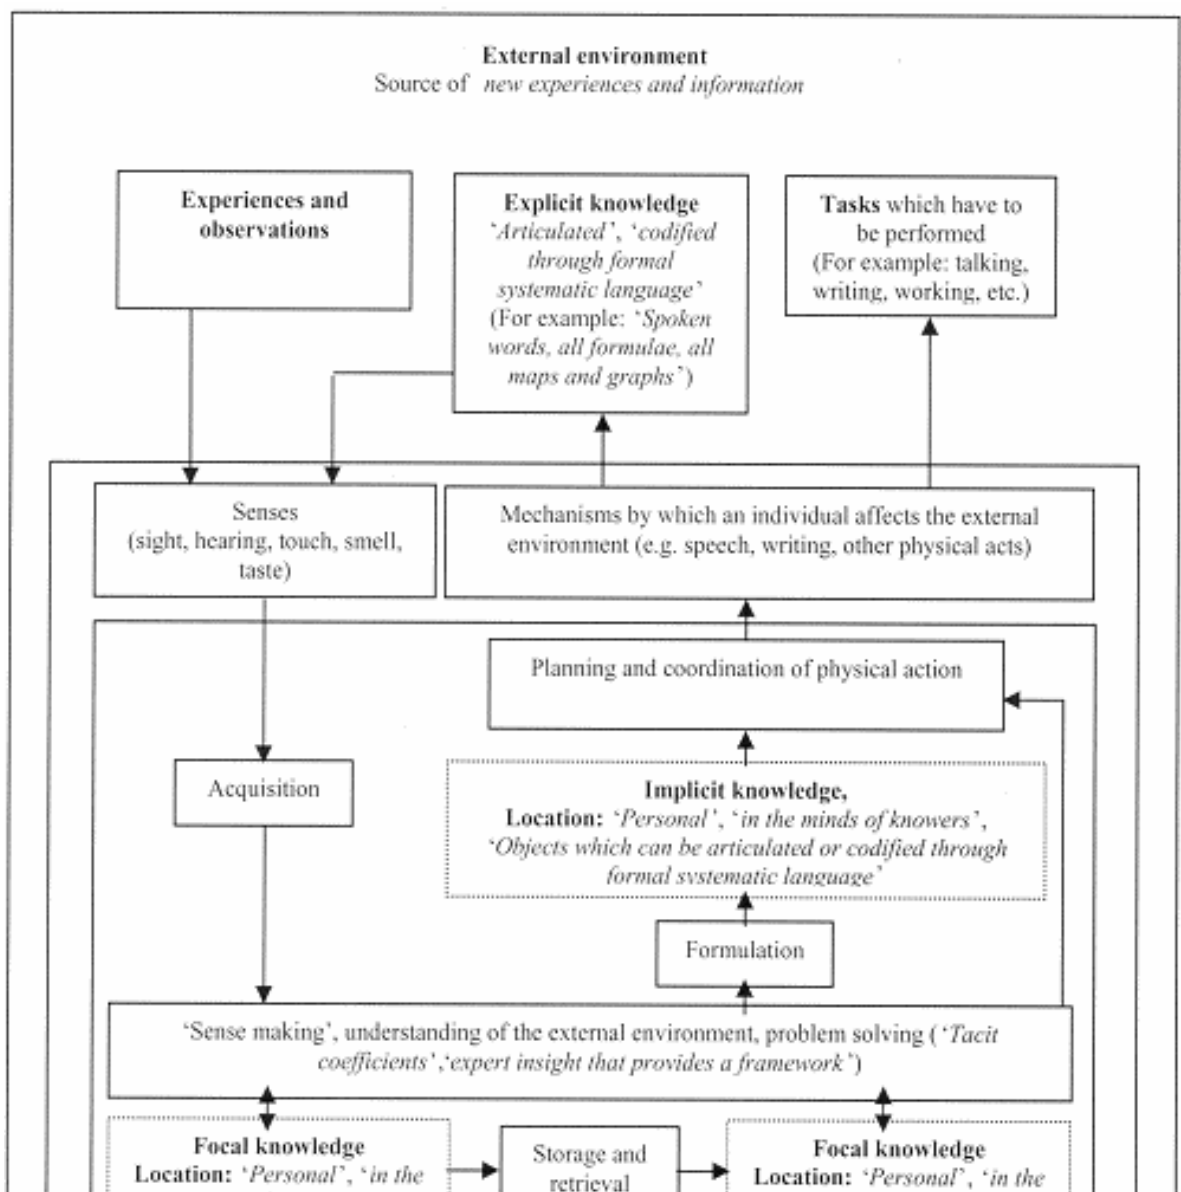 External environment
Source of new experiences and information
Experiences and
observations
Explicit knowledge
‘Articulated’, ‘codified
through formal
systematic language’
(For example: ‘Spoken
words, all formulae, all
maps and graphs’)
Tasks which have to
be performed
(For example: talking,
writing, working, etc.)
Senses
(sight, hearing, touch, smell,
taste)
Mechanisms by which an individual affects the external
environment (e.g. speech, writing, other physical acts)
Planning and coordination of physical action
Acquisition
Implicit knowledge,
Location: ‘Personal’, ‘in the minds of knowers’,
‘Objects which can be articulated or codified through
formal systematic language’
Formulation
‘Sense making’, understanding of the external environment, problem solving (‘Tacit
coefficients’,‘expert insight that provides a framework’)
Focal knowledge
Location: ‘Personal’, ‘in the
Storage and
retrieval
Focal knowledge
Location: ‘Personal’, ‘in the